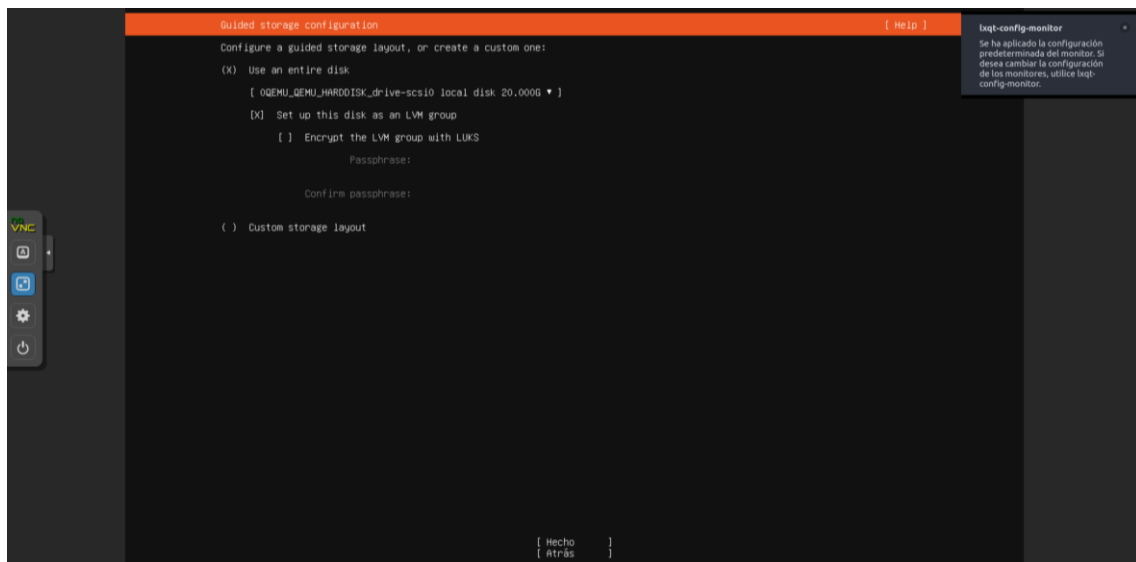 Guided storage configuration [ Help ]
Configure a guided storage layout, or create a custom one:
(X) Use an entire disk
[ 0QEMU_QEMU_HARDDISK_drive-scsi0 local disk 20.000G ▾ ]
[X] Set up this disk as an LVM group
[ ] Encrypt the LVM group with LUKS
Passphrase:
Confirm passphrase:
( ) Custom storage layout
[ Hecho ]
[ Atrás ]
lxqt-config-monitor
Se ha aplicado la configuración
predeterminada del monitor. Si
desea cambiar la configuración
de los monitores, utilice lxqt-
config-monitor.
no
VNC
A